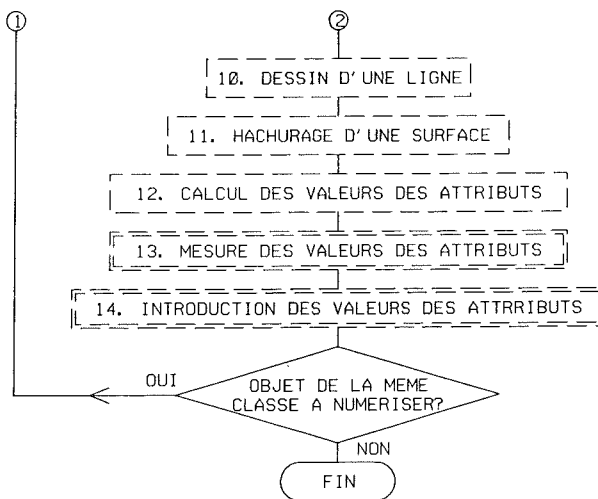 1 2
10. DESSIN D'UNE LIGNE
11. HACHURAGE D'UNE SURFACE
12. CALCUL DES VALEURS DES ATTRIBUTS
13. MESURE DES VALEURS DES ATTRIBUTS
14. INTRODUCTION DES VALEURS DES ATTRRIBUTS
OUI
OBJET DE LA MEME
CLASSE A NUMERISER?
NON
FIN